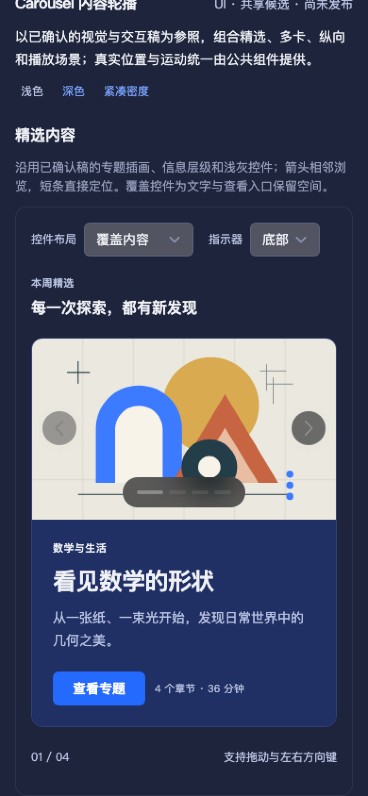 Carousel 内容轮播
UI · 共享候选 · 尚未发布
以已确认的视觉与交互稿为参照，组合精选、多卡、纵向
和播放场景；真实位置与运动统一由公共组件提供。
浅色 深色 紧凑密度
精选内容
沿用已确认稿的专题插画、信息层级和浅灰控件；箭头相邻浏
览，短条直接定位。覆盖控件为文字与查看入口保留空间。
控件布局 覆盖内容 指示器 底部
本周精选
每一次探索，都有新发现
数学与生活
看见数学的形状
从一张纸、一束光开始，发现日常世界中的
几何之美。
查看专题 4 个章节 · 36 分钟
01 / 04 支持拖动与左右方向键